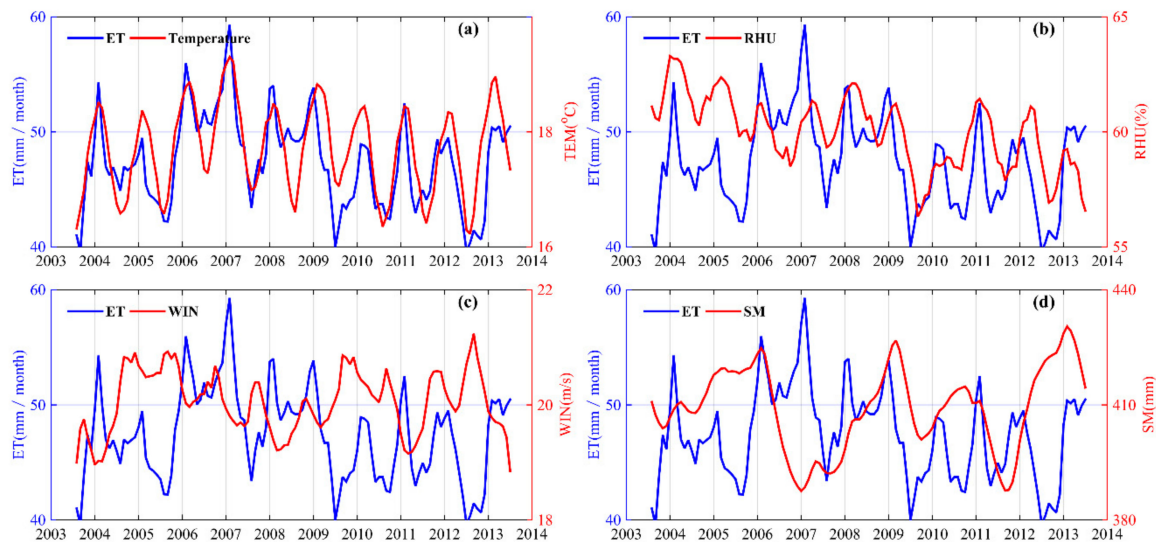 60 ET Temperature (a) 18
50
40 16
ET(mm / month)
TEM(°C)
2003 2004 2005 2006 2007 2008 2009 2010 2011 2012 2013 2014
60 ET RHU (b) 65
50 60
40 55
ET(mm / month)
RHU(%)
2003 2004 2005 2006 2007 2008 2009 2010 2011 2012 2013 2014
60 ET WIN (c) 22
50 20
40 18
ET(mm / month)
WIN(m/s)
2003 2004 2005 2006 2007 2008 2009 2010 2011 2012 2013 2014
60 ET SM (d) 440
50 410
40 380
ET(mm / month)
SM(mm)
2003 2004 2005 2006 2007 2008 2009 2010 2011 2012 2013 2014